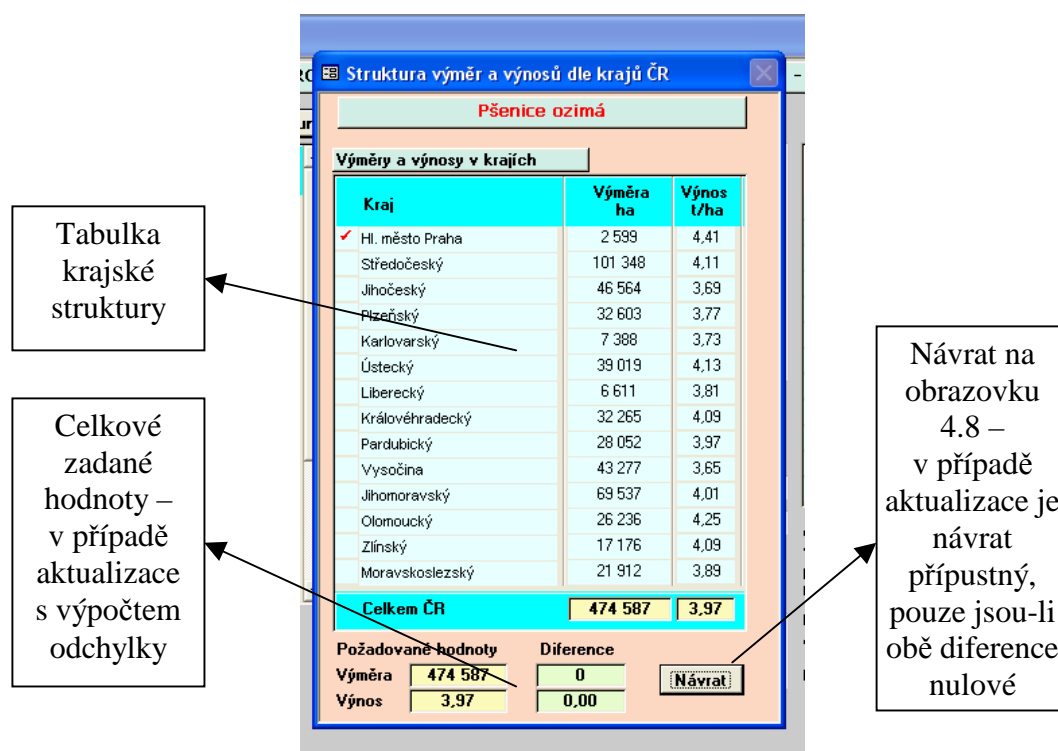 Struktura výměr a výnosů dle krajů ČR
Pšenice ozimá
Výměry a výnosy v krajích
Kraj Výměra ha Výnos t/ha
Hl. město Praha 2 599 4,41
Středočeský 101 348 4,11
Jihočeský 46 564 3,69
Plzeňský 32 603 3,77
Karlovarský 7 388 3,73
Ústecký 39 019 4,13
Liberecký 6 611 3,81
Královéhradecký 32 265 4,09
Pardubický 28 052 3,97
Vysočina 43 277 3,65
Jihomoravský 69 537 4,01
Olomoucký 26 236 4,25
Zlínský 17 176 4,09
Moravskoslezský 21 912 3,89
Celkem ČR 474 587 3,97
Požadované hodnoty Diference
Výměra 474 587 0
Výnos 3,97 0,00
Návrat
Tabulka
krajské
struktury
Celkové
zadané
hodnoty –
v případě
aktualizace
s výpočtem
odchylky
Návrat na
obrazovku
4.8 –
v případě
aktualizace je
návrat
přípustný,
pouze jsou-li
obě diference
nulové